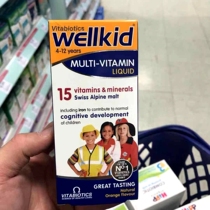 Vitabiotics
wellkid
4-12 years
MULTI-VITAMIN
LIQUID
15 vitamins & minerals
Swiss Alpine malt
including iron to contribute to normal
cognitive development
of children
Nº1
GREAT TASTING
Natural
Orange Flavour
VITABIOTICS